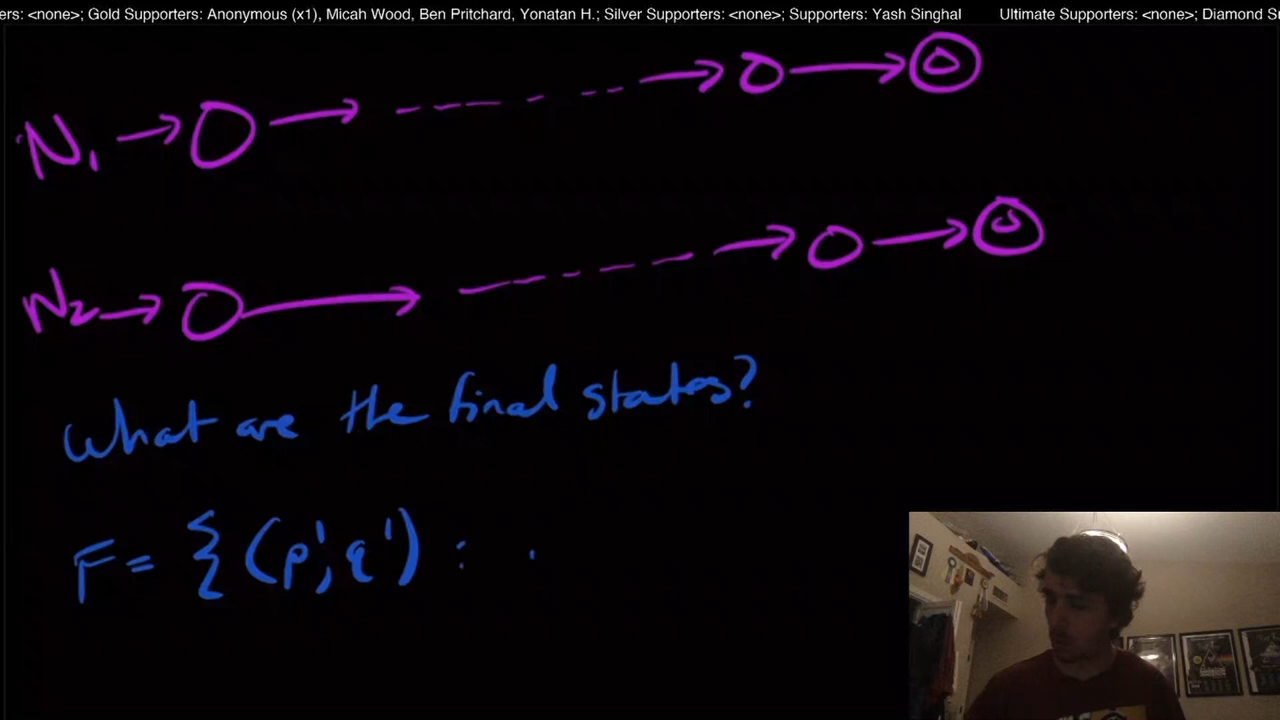 ers: <none>; Gold Supporters: Anonymous (x1), Micah Wood, Ben Pritchard, Yonatan H.; Silver Supporters: <none>; Supporters: Yash Singhal Ultimate Supporters: <none>; Diamond S
N₁
N₂
What are the final states?
F = { (p', q') :